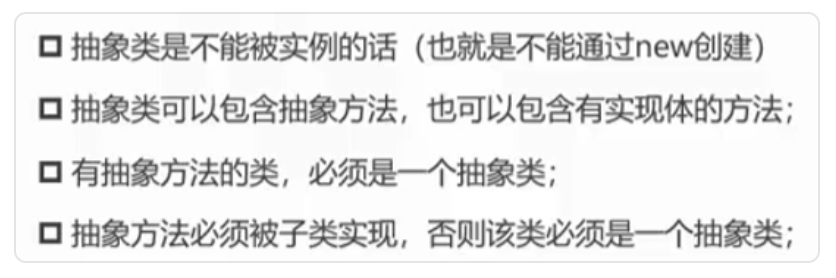 抽象类是不能被实例的话（也就是不能通过new创建）
抽象类可以包含抽象方法，也可以包含有实现体的方法；
有抽象方法的类，必须是一个抽象类；
抽象方法必须被子类实现，否则该类必须是一个抽象类；